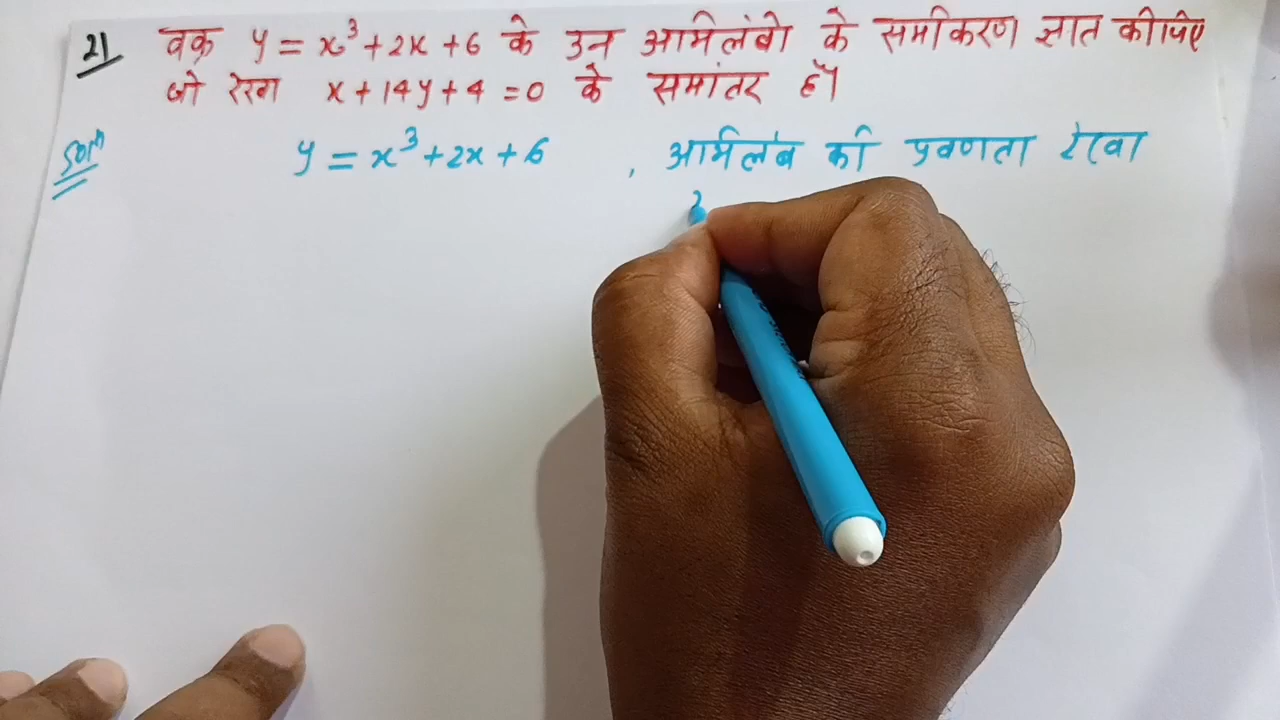 21 वक्र y = x³ + 2x + 6 के उन अभिलंबो के समीकरण ज्ञात कीजिए
जो रेखा x + 14y + 4 = 0 के समांतर है।
Soln y = x³ + 2x + 6 , अभिलंब की प्रवणता रेखा